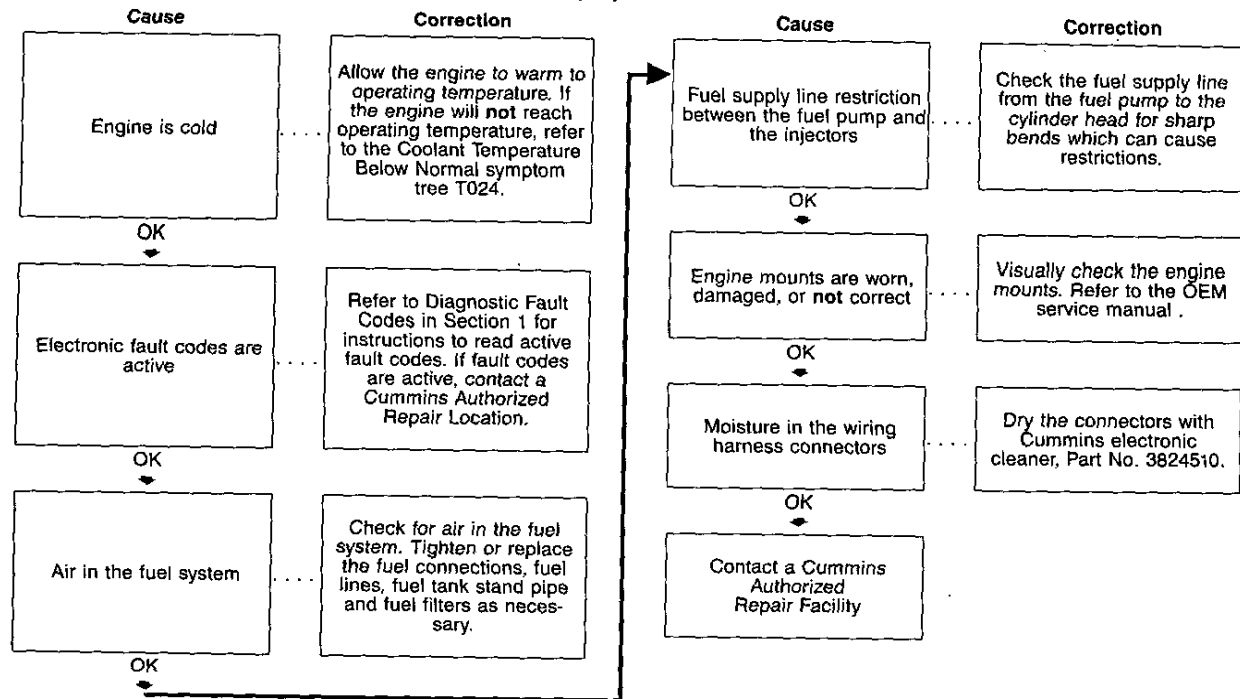 Cause
Correction
Engine is cold
Allow the engine to warm to
operating temperature. If
the engine will not reach
operating temperature, refer
to the Coolant Temperature
Below Normal symptom
tree T024.
OK
Electronic fault codes are
active
Refer to Diagnostic Fault
Codes in Section 1 for
instructions to read active
fault codes. If fault codes
are active, contact a
Cummins Authorized
Repair Location.
OK
Air in the fuel system
Check for air in the fuel
system. Tighten or replace
the fuel connections, fuel
lines, fuel tank stand pipe
and fuel filters as neces-
sary.
OK
Cause
Correction
Fuel supply line restriction
between the fuel pump and
the injectors
Check the fuel supply line
from the fuel pump to the
cylinder head for sharp
bends which can cause
restrictions.
OK
Engine mounts are worn,
damaged, or not correct
Visually check the engine
mounts. Refer to the OEM
service manual .
OK
Moisture in the wiring
harness connectors
Dry the connectors with
Cummins electronic
cleaner, Part No. 3824510.
OK
Contact a Cummins
Authorized
Repair Facility